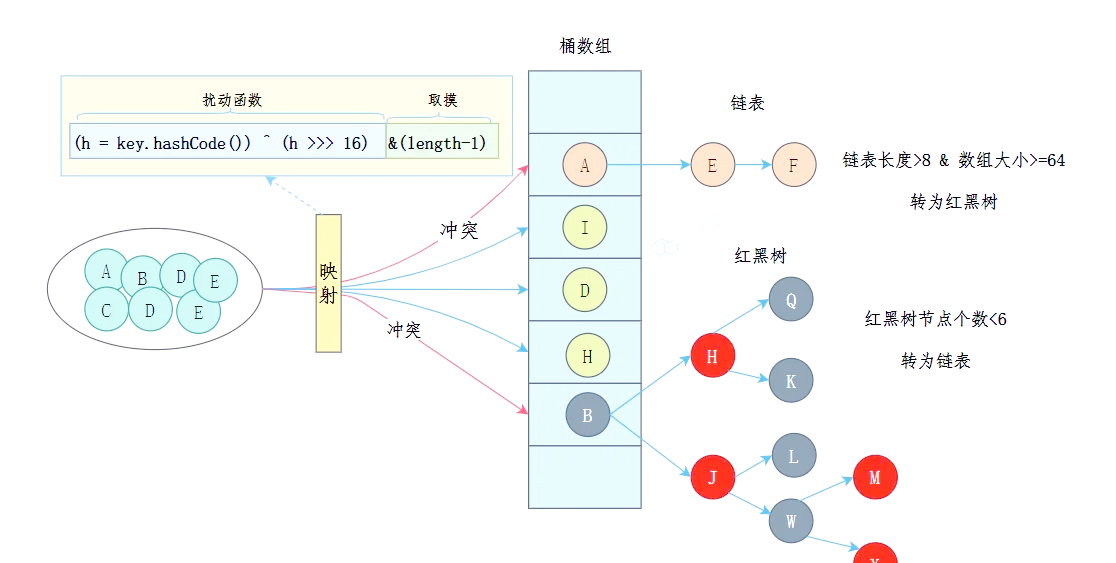 桶数组
扰动函数
取摸
(h = key.hashCode()) ^ (h >>> 16)
&(length-1)
链表
A
E
F
链表长度>8 & 数组大小>=64
转为红黑树
冲突
I
映射
红黑树
A
B
D
E
C
D
E
D
Q
红黑树节点个数<6
转为链表
冲突
H
H
K
B
L
J
M
W